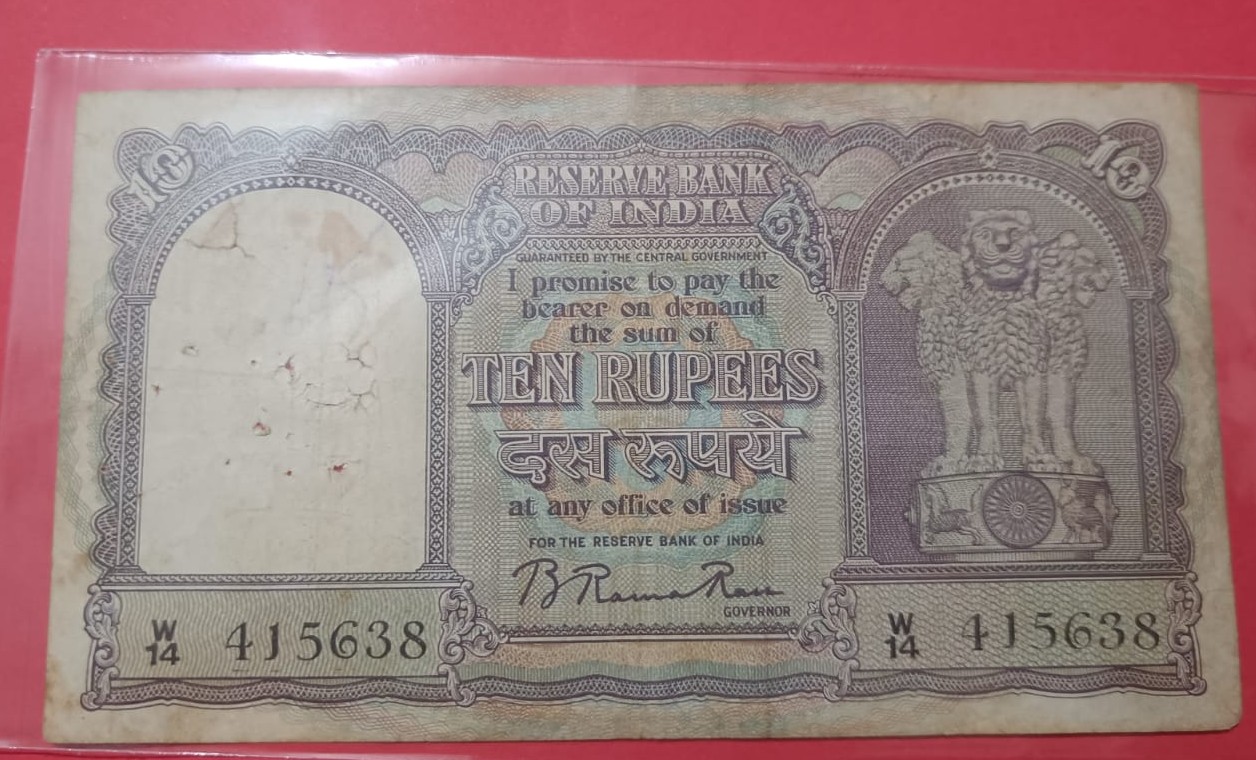 10 10
RESERVE BANK
OF INDIA
GUARANTEED BY THE CENTRAL GOVERNMENT
I promise to pay the
bearer on demand
the sum of
TEN RUPEES
दस रूपये
at any office of issue
FOR THE RESERVE BANK OF INDIA
B Rama Rau
GOVERNOR
W
14 415638
W
14 415638